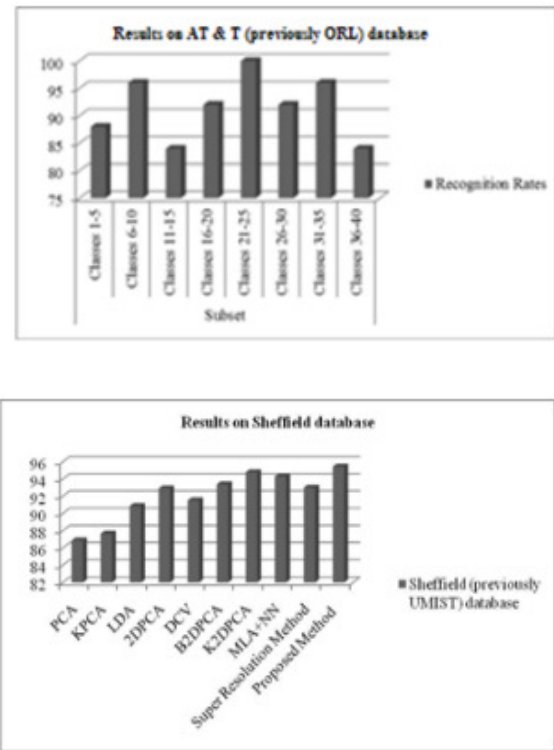 Results on AT & T (previously ORL) database
100
95
90
85
80
75
Classes 1-5
Classes 6-10
Classes 11-15
Classes 16-20
Classes 21-25
Classes 26-30
Classes 31-35
Classes 36-40
Subset
Recognition Rates
Results on Sheffield database
96
94
92
90
88
86
84
82
PCA
KPCA
LDA
2DPCA
DCV
B2DPCA
K2DPCA
MLA+NN
Super Resolution Method
Proposed Method
Sheffield (previously
UMIST) database